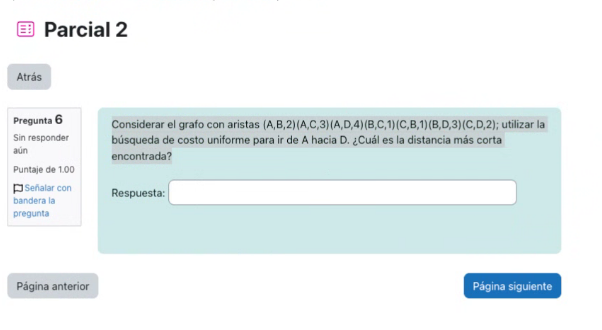 Parcial 2
Atrás
Pregunta 6
Sin responder
aún
Puntaje de 1.00
Señalar con
bandera la
pregunta
Considerar el grafo con aristas (A,B,2)(A,C,3)(A,D,4)(B,C,1)(C,B,1)(B,D,3)(C,D,2); utilizar la
búsqueda de costo uniforme para ir de A hacia D. ¿Cuál es la distancia más corta
encontrada?
Respuesta:
Página anterior
Página siguiente